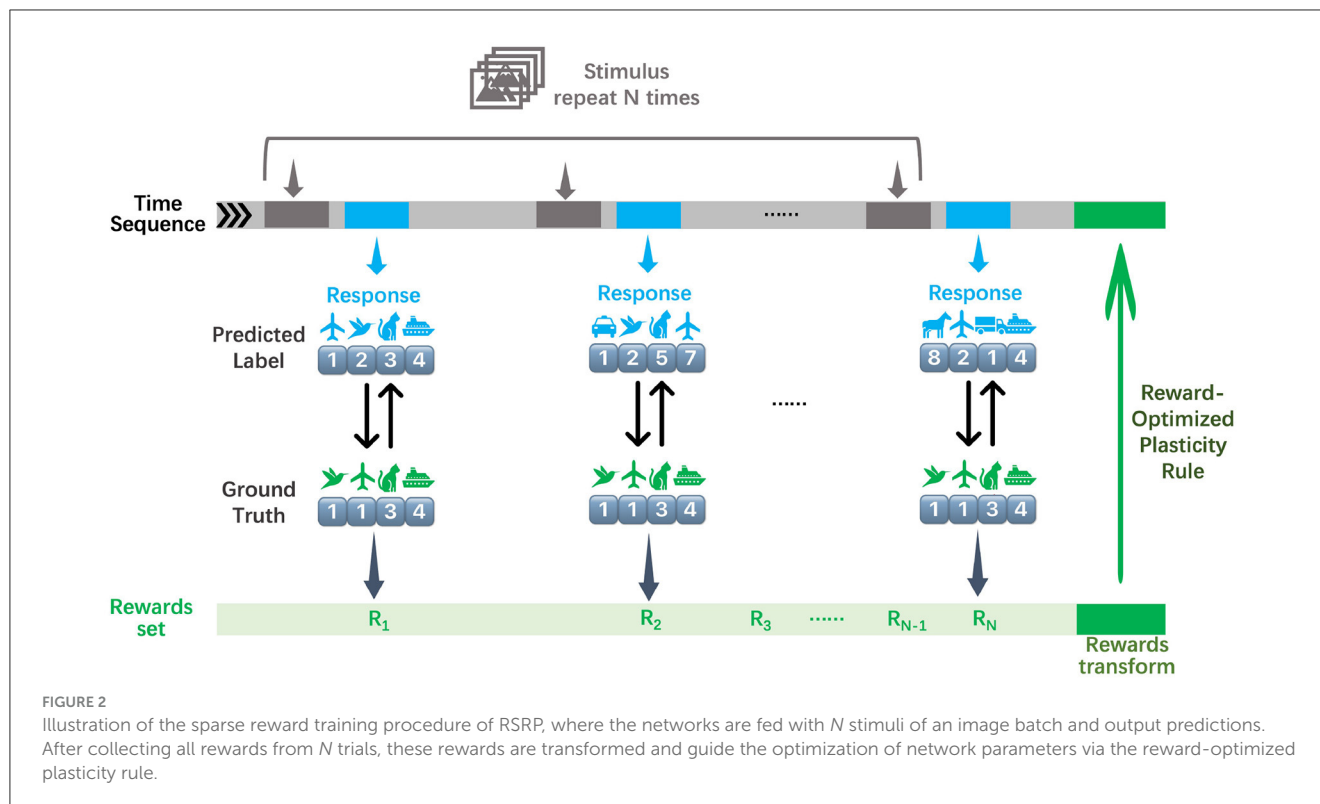 Stimulus
repeat N times
Time
Sequence
......
Response
Response
Response
Predicted
Label
1 2 3 4
1 2 5 7
8 2 1 4
......
Reward-
Optimized
Plasticity
Rule
Ground
Truth
1 1 3 4
1 1 3 4
1 1 3 4
Rewards
set
R1
R2
R3
......
RN-1
RN
Rewards
transform
FIGURE 2
Illustration of the sparse reward training procedure of RSRP, where the networks are fed with N stimuli of an image batch and output predictions.
After collecting all rewards from N trials, these rewards are transformed and guide the optimization of network parameters via the reward-optimized
plasticity rule.